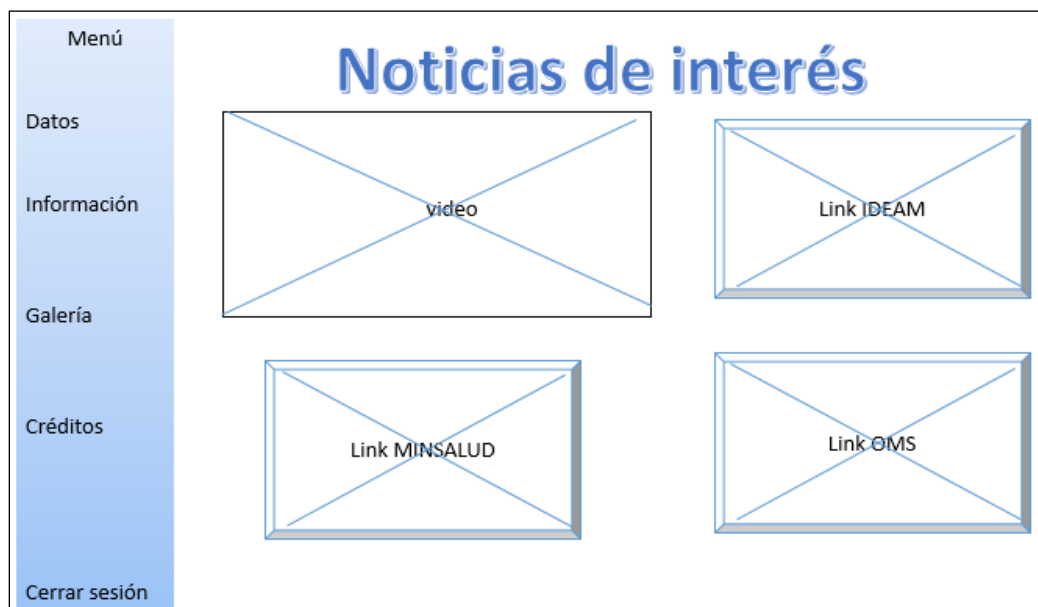 Menú
Datos
Información
Galería
Créditos
Cerrar sesión
Noticias de interés
video
Link IDEAM
Link MINSALUD
Link OMS